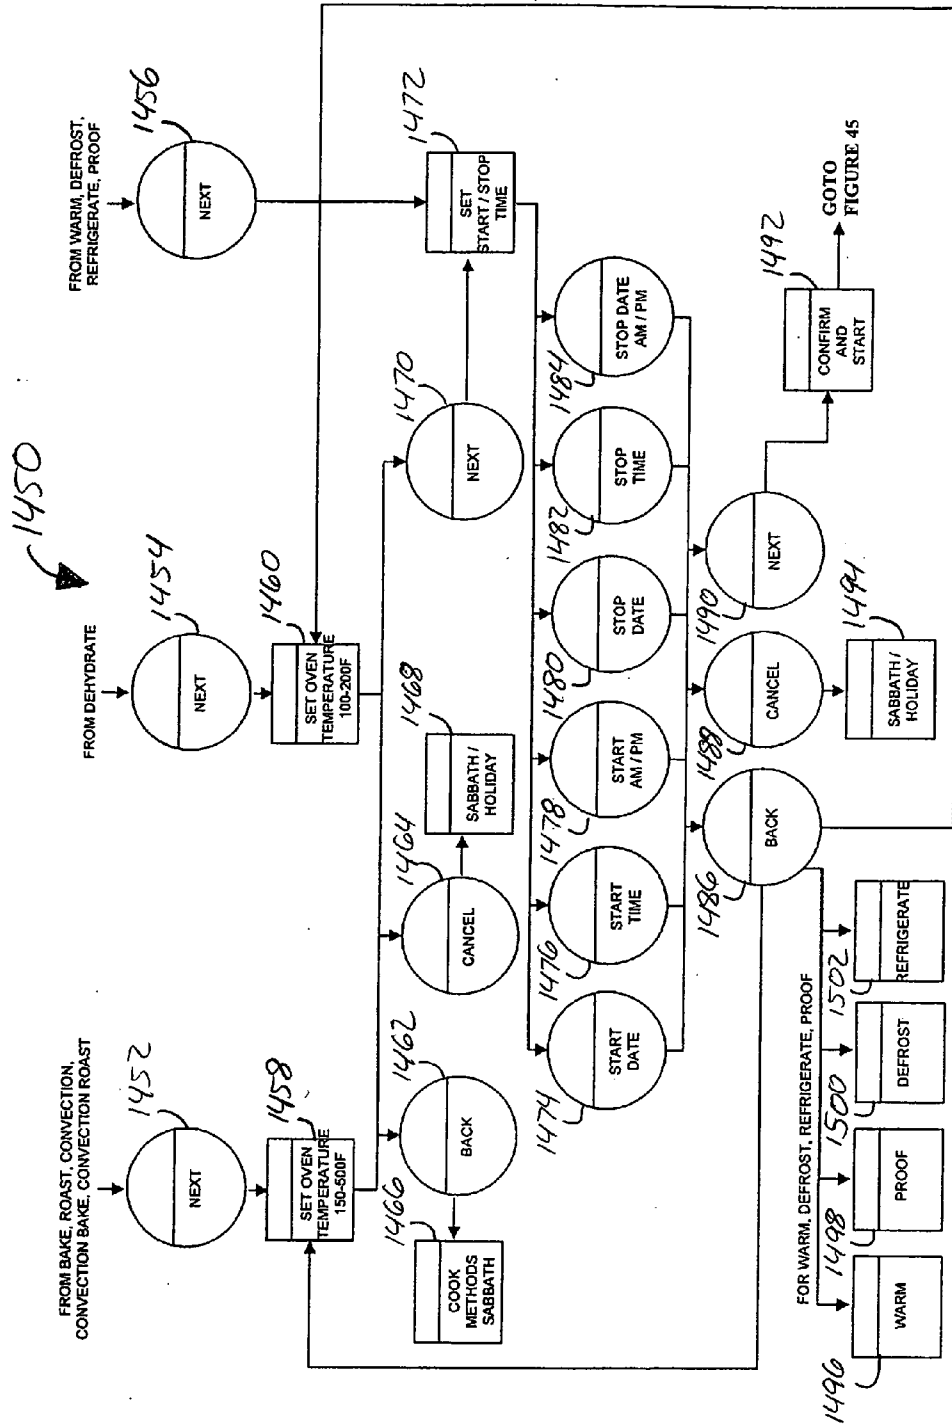 1450
FROM BAKE, ROAST, CONVECTION,
CONVECTION BAKE, CONVECTION ROAST
FROM DEHYDRATE
FROM WARM, DEFROST,
REFRIGERATE, PROOF
1452
NEXT
1454
NEXT
1456
NEXT
1458
SET OVEN
TEMPERATURE
150-500F
1460
SET OVEN
TEMPERATURE
100-200F
1462
BACK
1464
CANCEL
1470
NEXT
1472
SET
START / STOP
TIME
1466
COOK
METHODS
SABBATH
1468
SABBATH /
HOLIDAY
1474
START
DATE
1476
START
TIME
1478
START
AM / PM
1480
STOP
DATE
1482
STOP
TIME
1484
STOP DATE
AM / PM
1486
BACK
1488
CANCEL
1490
NEXT
1492
CONFIRM
AND
START
GOTO
FIGURE 45
1494
SABBATH /
HOLIDAY
FOR WARM, DEFROST, REFRIGERATE, PROOF
1496
WARM
1498
PROOF
1500
DEFROST
1502
REFRIGERATE